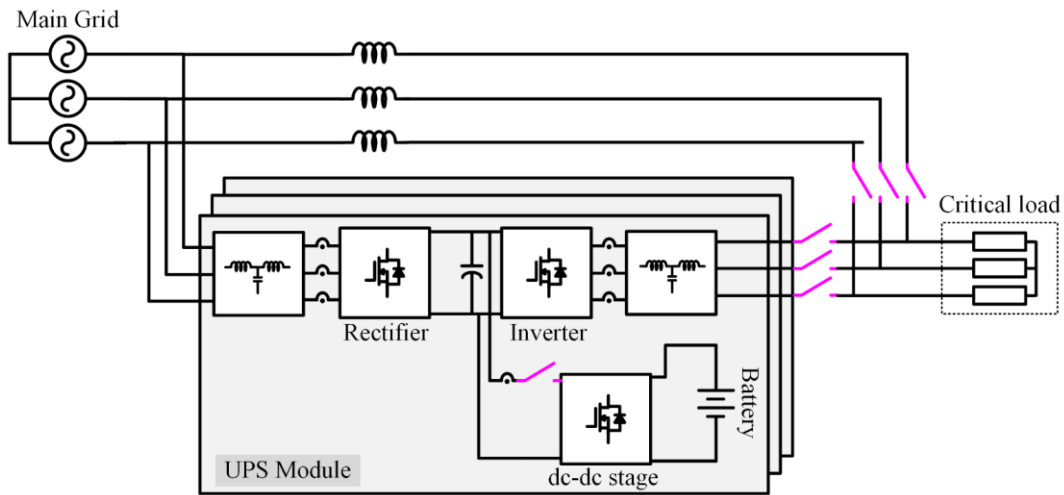 Main Grid
Critical load
Rectifier
Inverter
Battery
UPS Module
dc-dc stage